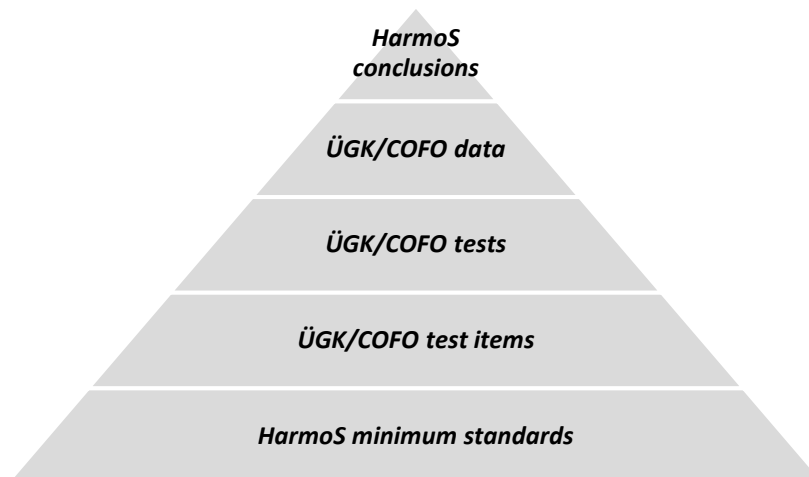 HarmoS
conclusions
ÜGK/COFO data
ÜGK/COFO tests
ÜGK/COFO test items
HarmoS minimum standards